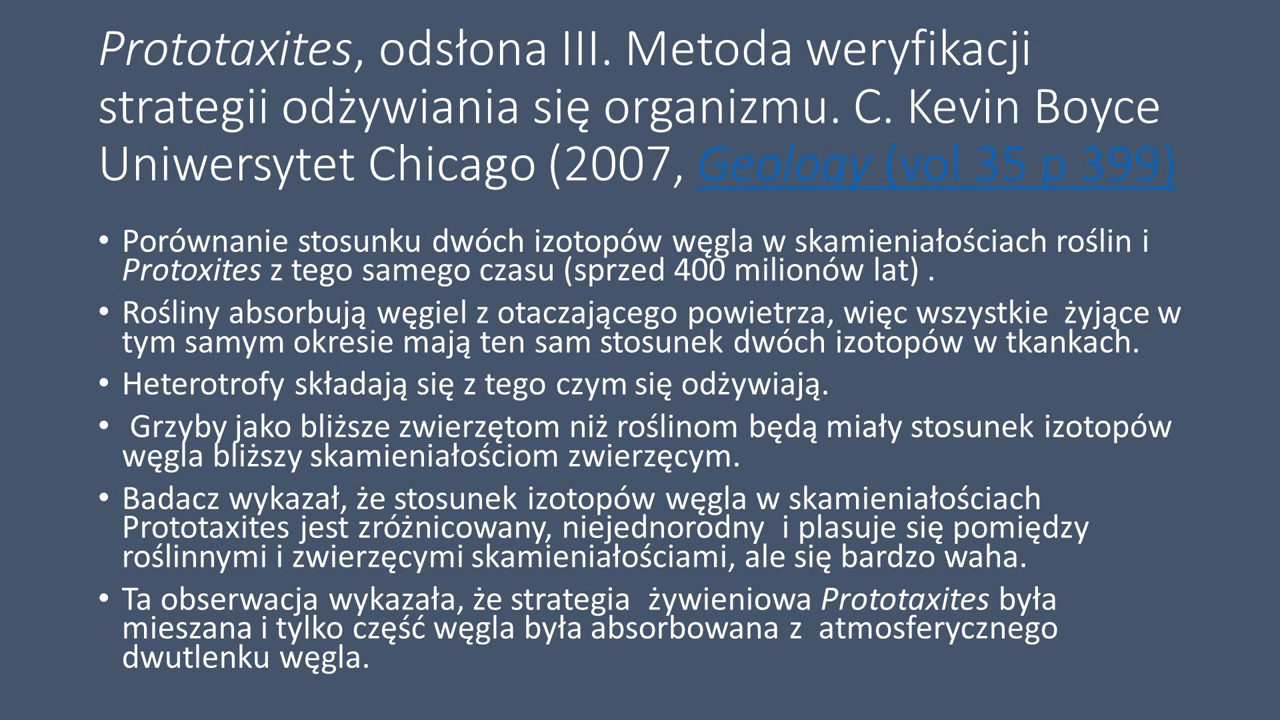 Prototaxites, odsłona III. Metoda weryfikacji
strategii odżywiania się organizmu. C. Kevin Boyce
Uniwersytet Chicago (2007, Geology (vol 35 p 399)
• Porównanie stosunku dwóch izotopów węgla w skamieniałościach roślin i
Protoxites z tego samego czasu (sprzed 400 milionów lat) .
• Rośliny absorbują węgiel z otaczającego powietrza, więc wszystkie żyjące w
tym samym okresie mają ten sam stosunek dwóch izotopów w tkankach.
• Heterotrofy składają się z tego czym się odżywiają.
• Grzyby jako bliższe zwierzętom niż roślinom będą miały stosunek izotopów
węgla bliższy skamieniałościom zwierzęcym.
• Badacz wykazał, że stosunek izotopów węgla w skamieniałościach
Prototaxites jest zróżnicowany, niejednorodny i plasuje się pomiędzy
roślinnymi i zwierzęcymi skamieniałościami, ale się bardzo waha.
• Ta obserwacja wykazała, że strategia żywieniowa Prototaxites była
mieszana i tylko część węgla była absorbowana z atmosferycznego
dwutlenku węgla.